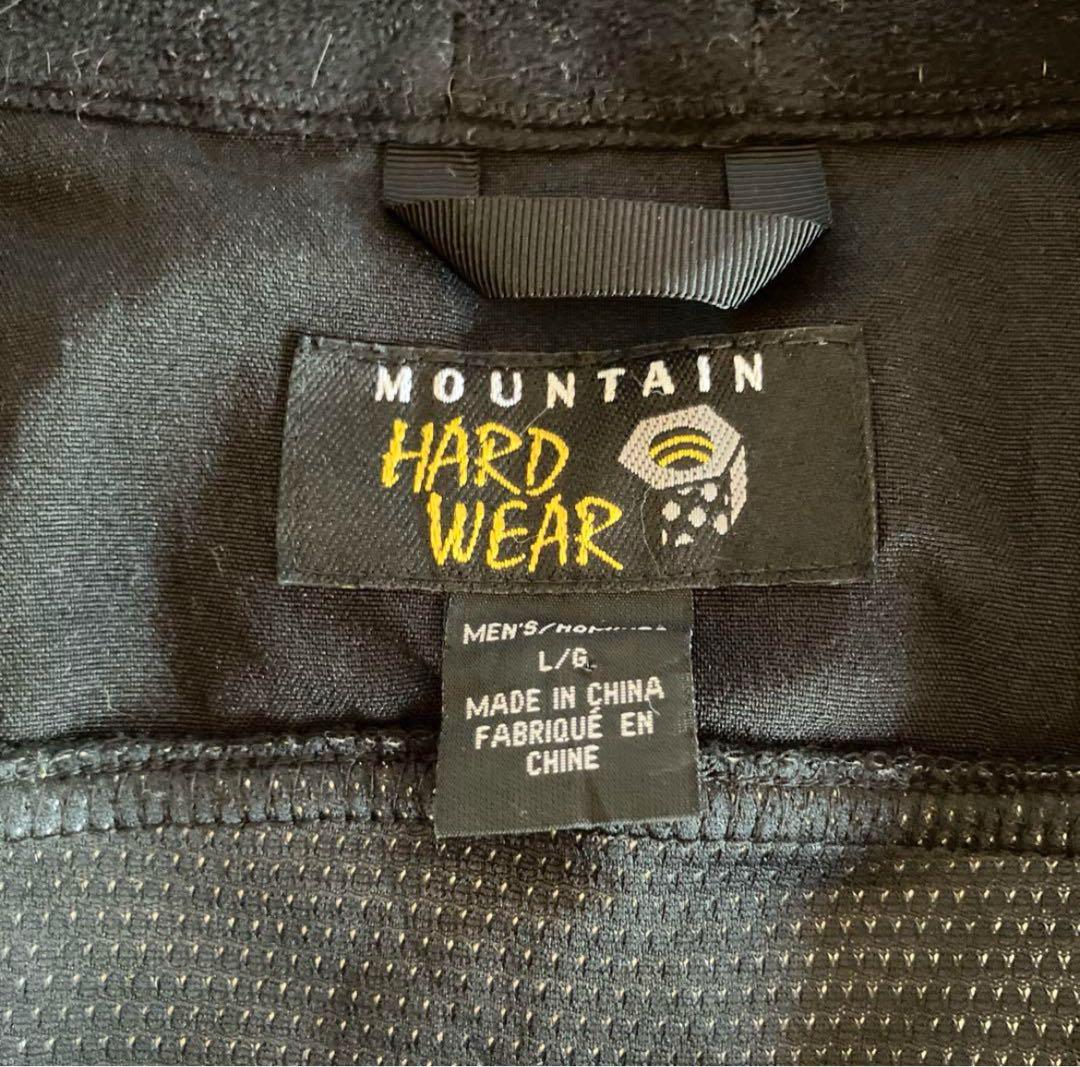 MOUNTAIN
HARD
WEAR
MEN'S/
L/G
MADE IN CHINA
FABRIQUÉ EN
CHINE